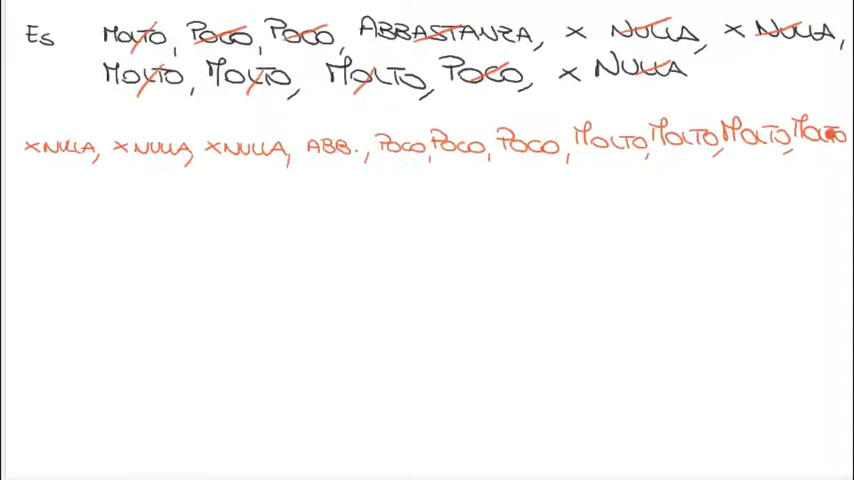 Es MOLTO, POCO, POCO, ABBASTANZA, × NULLA, × NULLA,
MOLTO, MOLTO, MOLTO, POCO, × NULLA
×NULLA, ×NULLA, ×NULLA, ABB., POCO, POCO, POCO, MOLTO, MOLTO, MOLTO, MOLTO